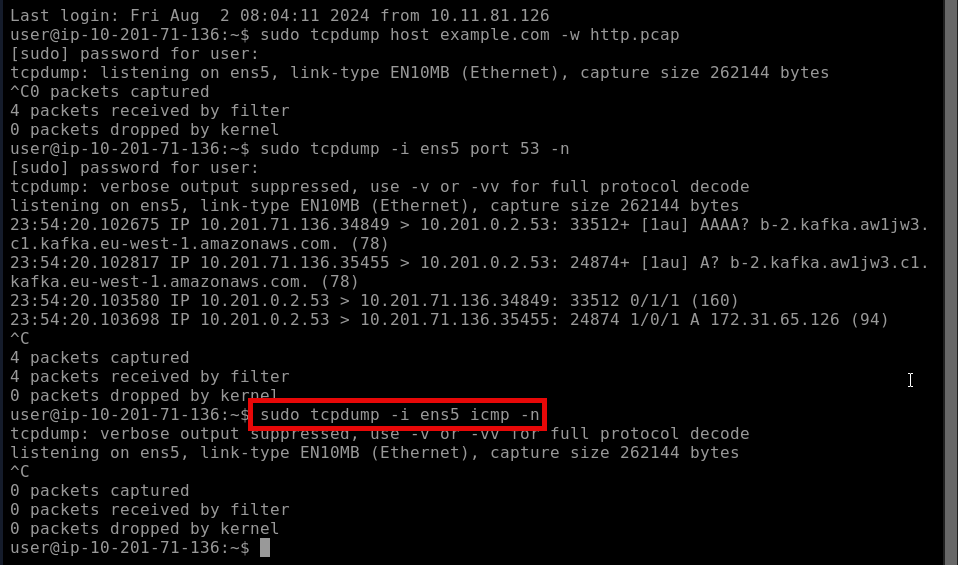 Last login: Fri Aug  2 08:04:11 2024 from 10.11.81.126
user@ip-10-201-71-136:~$ sudo tcpdump host example.com -w http.pcap
[sudo] password for user:
tcpdump: listening on ens5, link-type EN10MB (Ethernet), capture size 262144 bytes
^C0 packets captured
4 packets received by filter
0 packets dropped by kernel
user@ip-10-201-71-136:~$ sudo tcpdump -i ens5 port 53 -n
[sudo] password for user:
tcpdump: verbose output suppressed, use -v or -vv for full protocol decode
listening on ens5, link-type EN10MB (Ethernet), capture size 262144 bytes
23:54:20.102675 IP 10.201.71.136.34849 > 10.201.0.2.53: 33512+ [1au] AAAA? b-2.kafka.aw1jw3.
c1.kafka.eu-west-1.amazonaws.com. (78)
23:54:20.102817 IP 10.201.71.136.35455 > 10.201.0.2.53: 24874+ [1au] A? b-2.kafka.aw1jw3.c1.
kafka.eu-west-1.amazonaws.com. (78)
23:54:20.103580 IP 10.201.0.2.53 > 10.201.71.136.34849: 33512 0/1/1 (160)
23:54:20.103698 IP 10.201.0.2.53 > 10.201.71.136.35455: 24874 1/0/1 A 172.31.65.126 (94)
^C
4 packets captured
4 packets received by filter
0 packets dropped by kernel
user@ip-10-201-71-136:~$ sudo tcpdump -i ens5 icmp -n
tcpdump: verbose output suppressed, use -v or -vv for full protocol decode
listening on ens5, link-type EN10MB (Ethernet), capture size 262144 bytes
^C
0 packets captured
0 packets received by filter
0 packets dropped by kernel
user@ip-10-201-71-136:~$